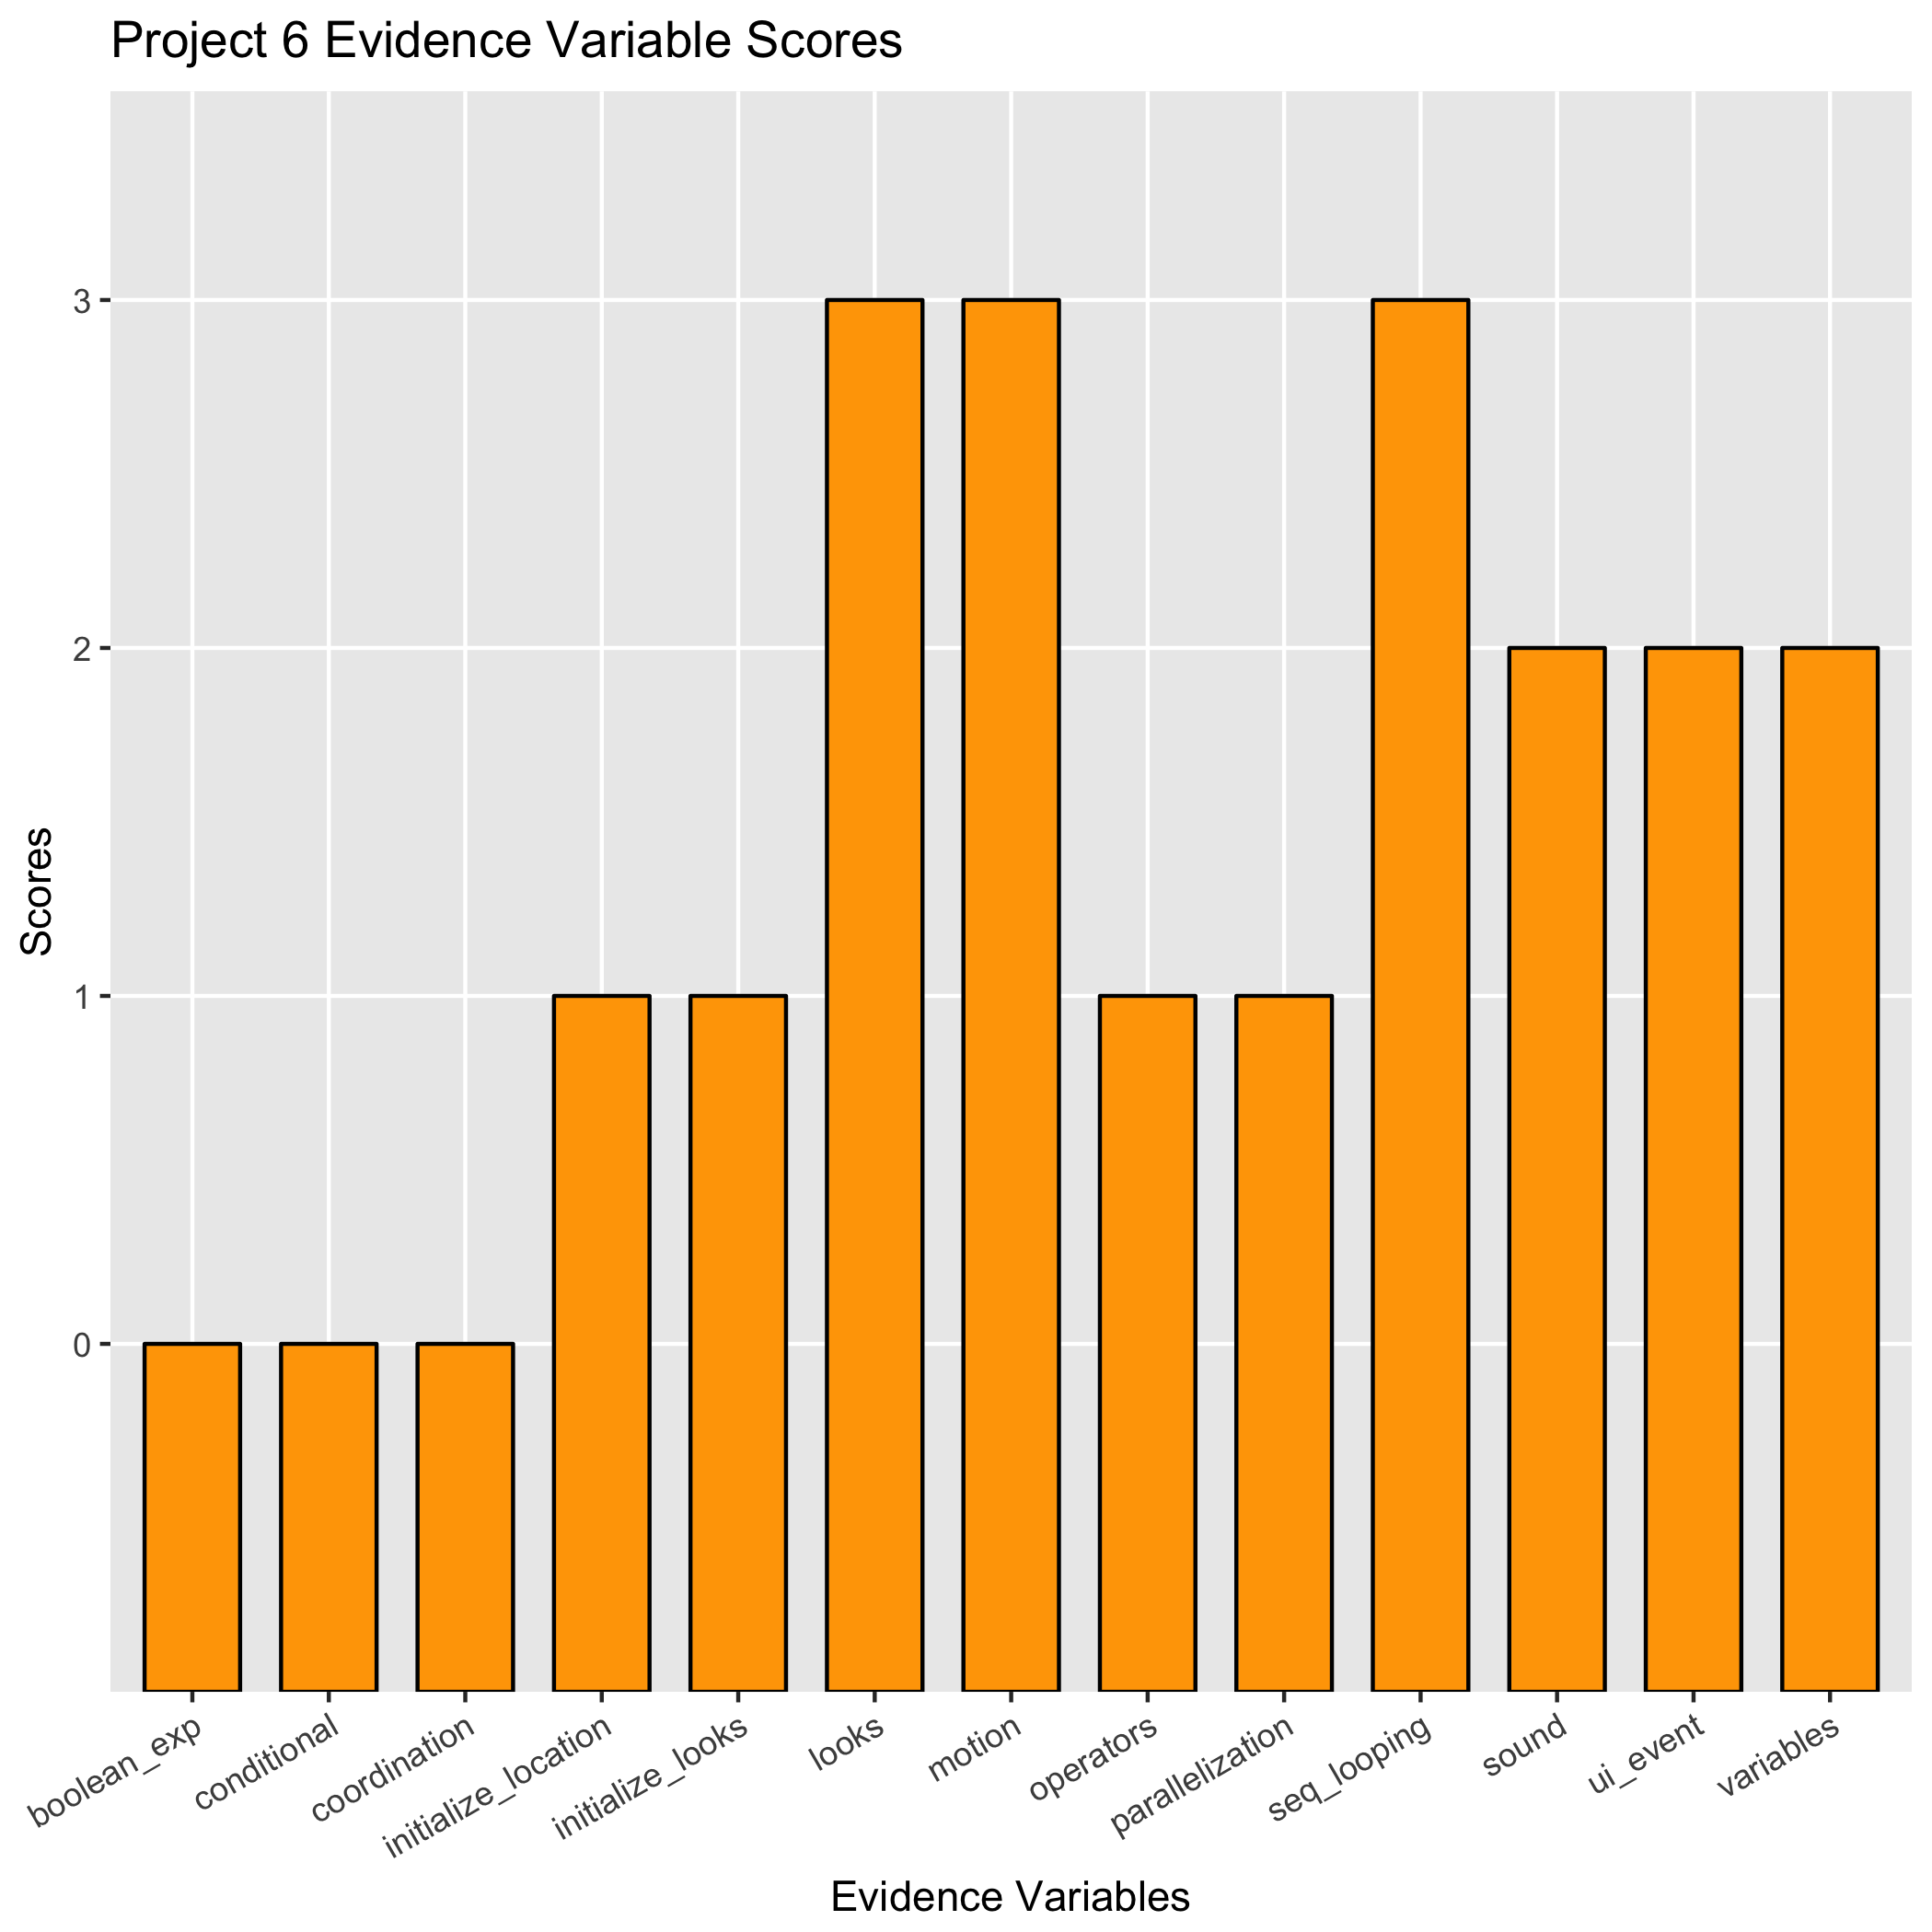 Project 6 Evidence Variable Scores
Scores
3
2
1
0
boolean_exp
conditional
coordination
initialize_location
initialize_looks
looks
motion
operators
parallelization
seq_looping
sound
ui_event
variables
Evidence Variables